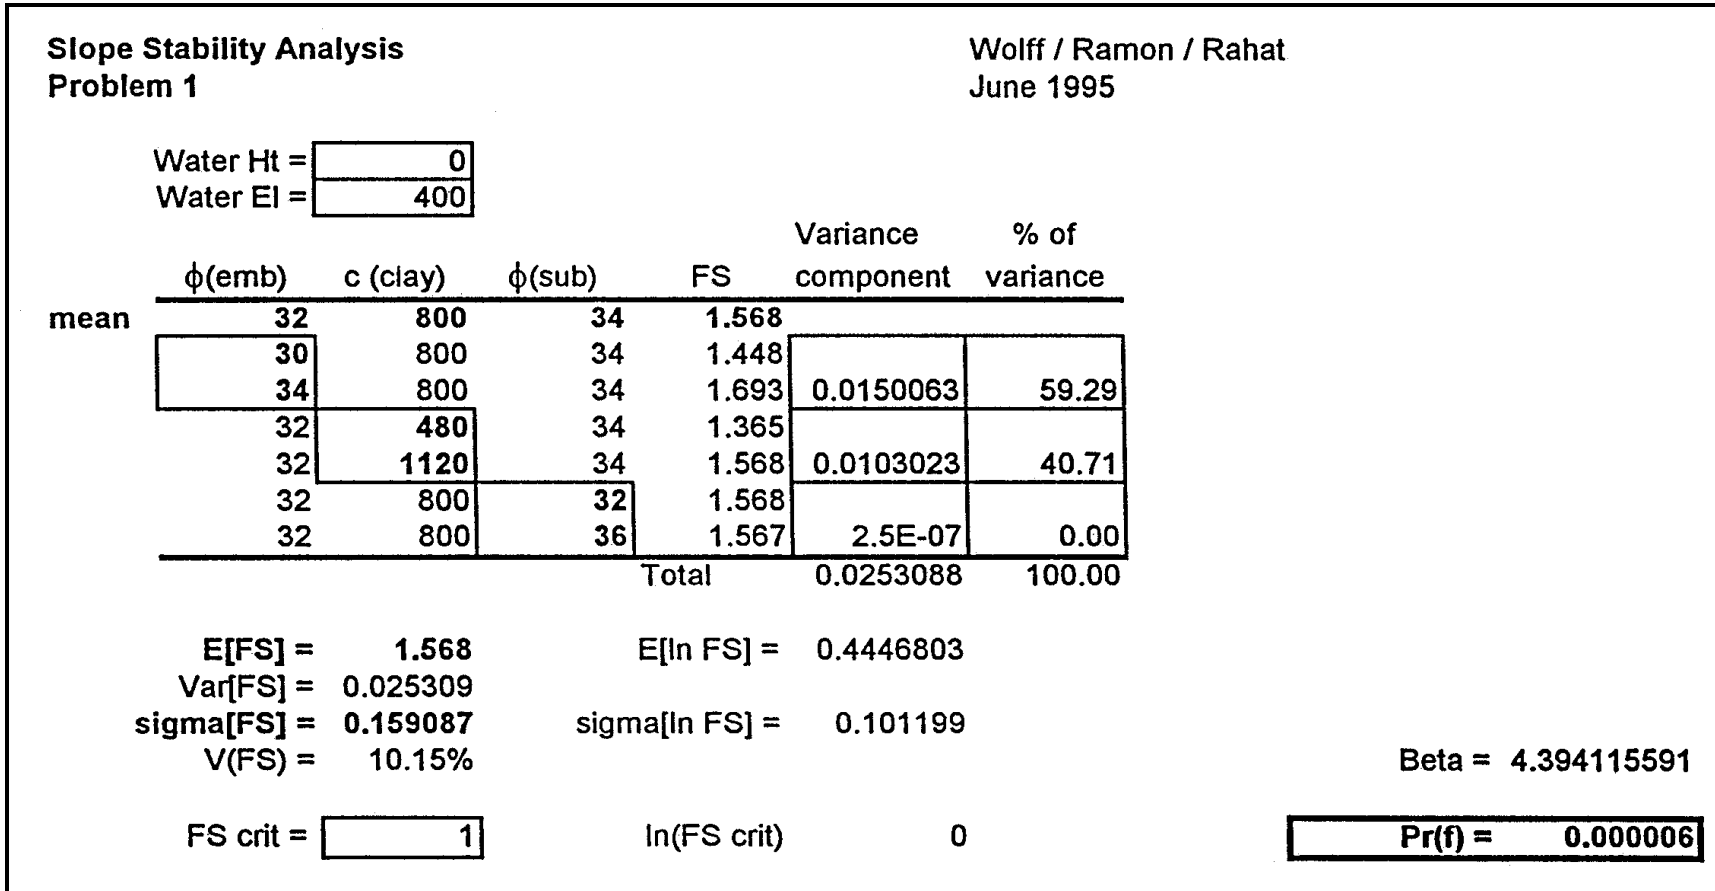 Slope Stability Analysis Wolff / Ramon / Rahat
Problem 1 June 1995
Water Ht = 0
Water El = 400
Variance % of
ϕ(emb) c (clay) ϕ(sub) FS component variance
mean 32 800 34 1.568
30 800 34 1.448
34 800 34 1.693 0.0150063 59.29
32 480 34 1.365
32 1120 34 1.568 0.0103023 40.71
32 800 32 1.568
32 800 36 1.567 2.5E-07 0.00
Total 0.0253088 100.00
E[FS] = 1.568 E[ln FS] = 0.4446803
Var[FS] = 0.025309
sigma[FS] = 0.159087 sigma[ln FS] = 0.101199
V(FS) = 10.15% Beta = 4.394115591
FS crit = 1 ln(FS crit) 0 Pr(f) = 0.000006